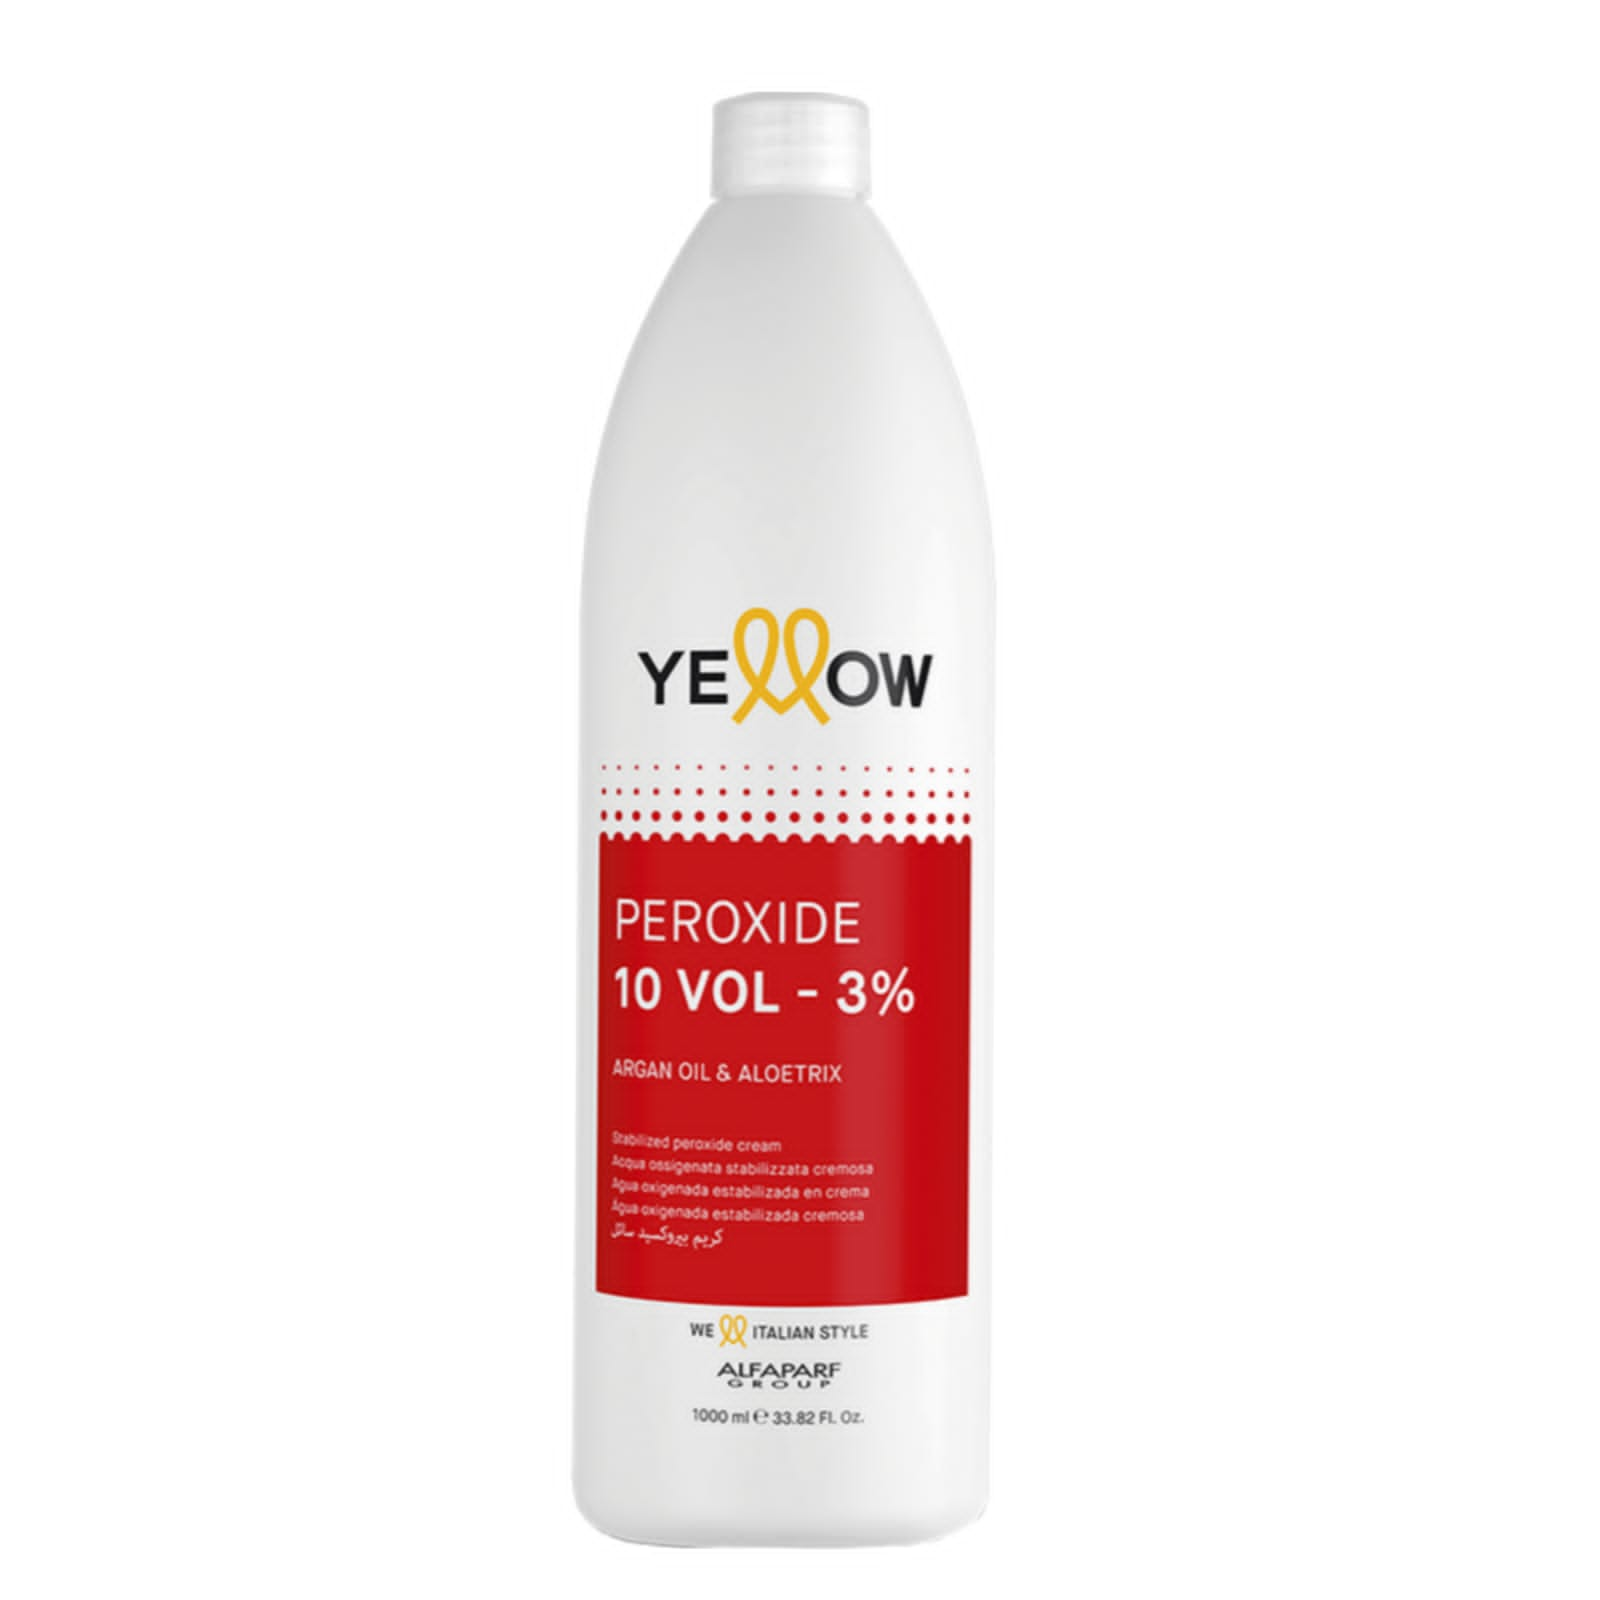 YELLOW
PEROXIDE
10 VOL - 3%
ARGAN OIL & ALOETRIX
Stabilized peroxide cream
Acqua ossigenata stabilizzata cremosa
Agua oxigenada estabilizada en crema
Água oxigenada estabilizada cremosa
كريم بيروكسيد سائل
WE ITALIAN STYLE
ALFAPARF
GROUP
1000 ml ℮ 33.82 Fl. Oz.